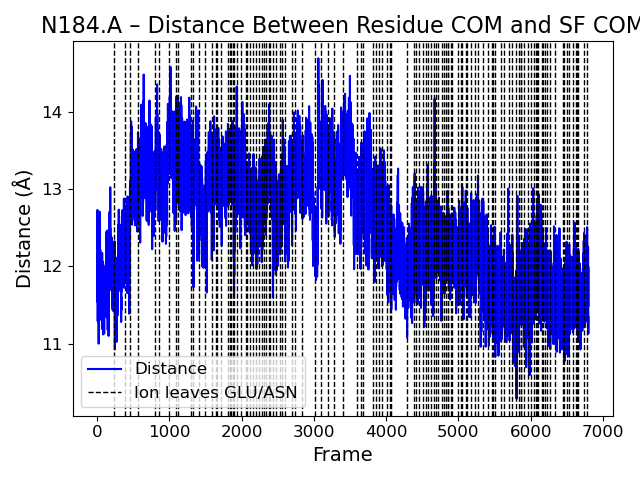 N184.A – Distance Between Residue COM and SF COM
Distance (Å)
14
13
12
11
Distance
Ion leaves GLU/ASN
0 1000 2000 3000 4000 5000 6000 7000
Frame